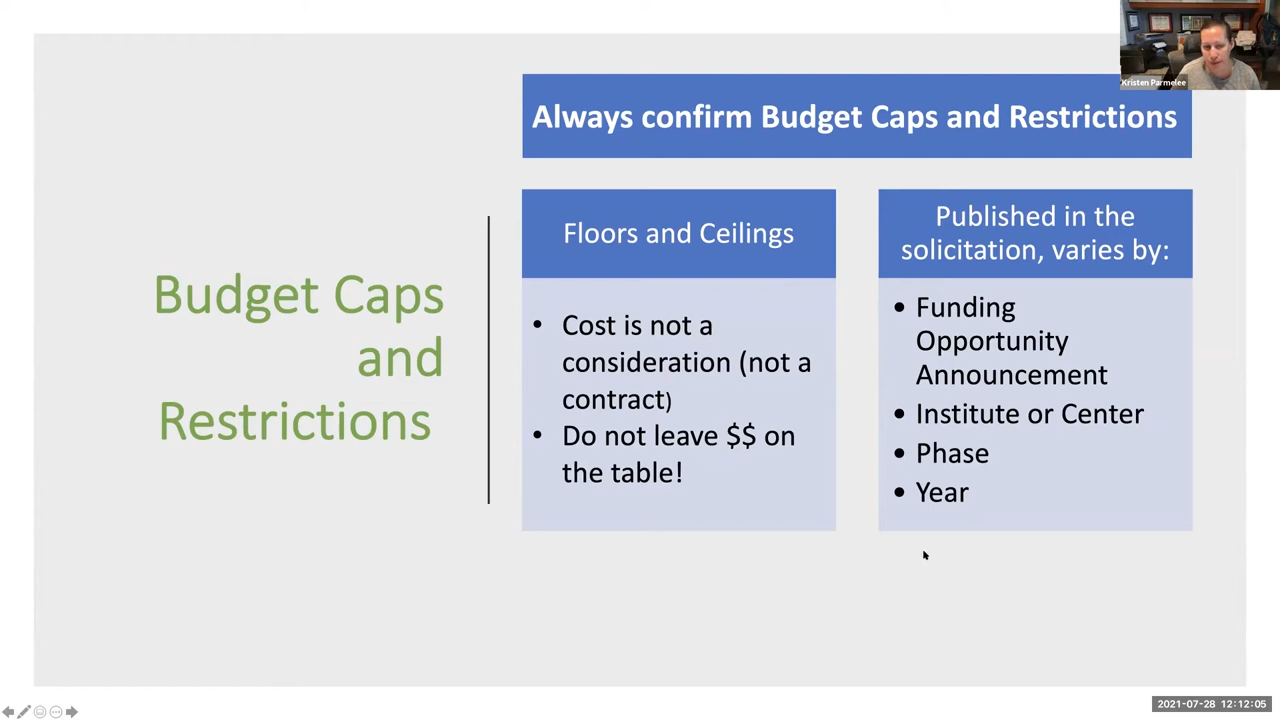 Kristen Parmelee
Always confirm Budget Caps and Restrictions
Budget Caps
and
Restrictions
Floors and Ceilings
• Cost is not a
consideration (not a
contract)
• Do not leave $$ on
the table!
Published in the
solicitation, varies by:
• Funding
Opportunity
Announcement
• Institute or Center
• Phase
• Year
2021-07-28 12:12:05